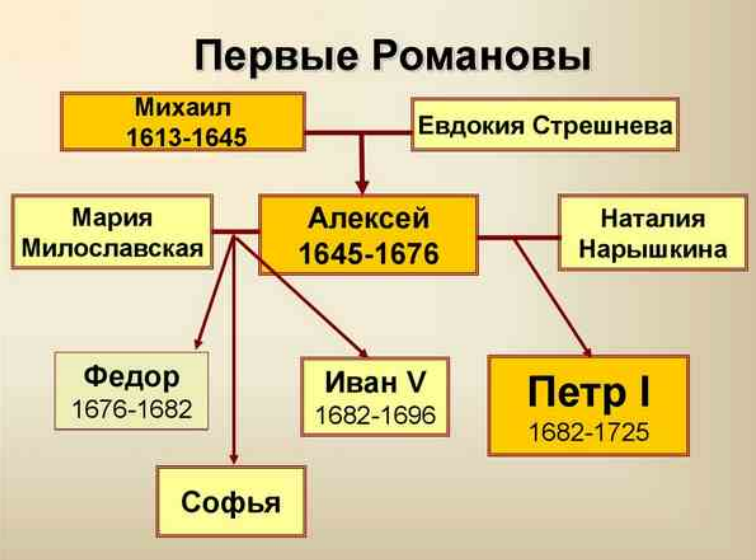 Первые Романовы
Михаил
1613-1645
Евдокия Стрешнева
Мария
Милославская
Алексей
1645-1676
Наталия
Нарышкина
Федор
1676-1682
Иван V
1682-1696
Петр I
1682-1725
Софья